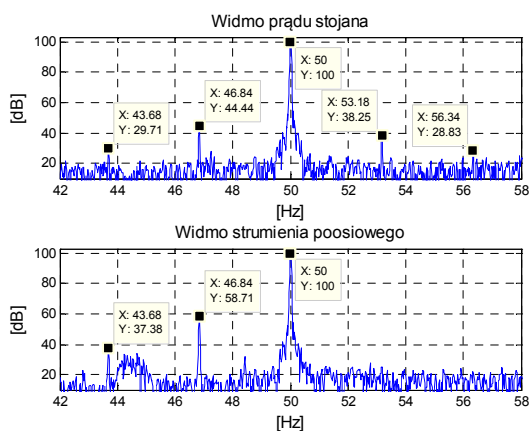 Widmo prądu stojana
[dB]
100
80
60
40
20
X: 43.68
Y: 29.71
X: 46.84
Y: 44.44
X: 50
Y: 100
X: 53.18
Y: 38.25
X: 56.34
Y: 28.83
42 44 46 48 50 52 54 56 58
[Hz]
Widmo strumienia poosiowego
[dB]
100
80
60
40
20
X: 43.68
Y: 37.38
X: 46.84
Y: 58.71
X: 50
Y: 100
42 44 46 48 50 52 54 56 58
[Hz]